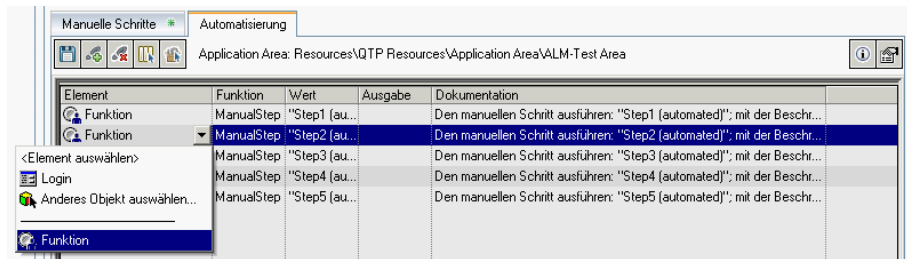 Manuelle Schritte * Automatisierung
Application Area: Resources\QTP Resources\Application Area\ALM-Test Area
Element Funktion Wert Ausgabe Dokumentation
Funktion ManualStep "Step1 (au... Den manuellen Schritt ausführen: "Step1 (automated)"; mit der Beschr...
Funktion ManualStep "Step2 (au... Den manuellen Schritt ausführen: "Step2 (automated)"; mit der Beschr...
<Element auswählen> ManualStep "Step3 (au... Den manuellen Schritt ausführen: "Step3 (automated)"; mit der Beschr...
Login ManualStep "Step4 (au... Den manuellen Schritt ausführen: "Step4 (automated)"; mit der Beschr...
Anderes Objekt auswählen... ManualStep "Step5 (au... Den manuellen Schritt ausführen: "Step5 (automated)"; mit der Beschr...
Funktion